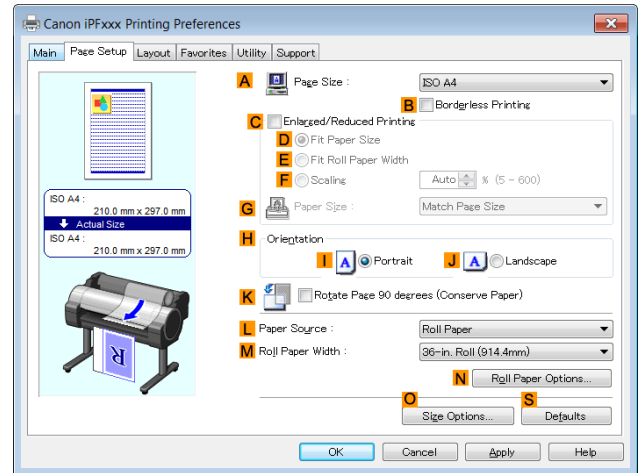 Canon iPFxxx Printing Preferences
Main Page Setup Layout Favorites Utility Support
A Page Size : ISO A4
B Borderless Printing
C Enlarged/Reduced Printing
D Fit Paper Size
E Fit Roll Paper Width
F Scaling Auto % (5 - 600)
G Paper Size : Match Page Size
ISO A4 :
210.0 mm x 297.0 mm
Actual Size
ISO A4 :
210.0 mm x 297.0 mm
H Orientation
I A Portrait J A Landscape
K Rotate Page 90 degrees (Conserve Paper)
L Paper Source : Roll Paper
M Roll Paper Width : 36-in. Roll (914.4mm)
N Roll Paper Options...
O S
Size Options... Defaults
R
OK Cancel Apply Help